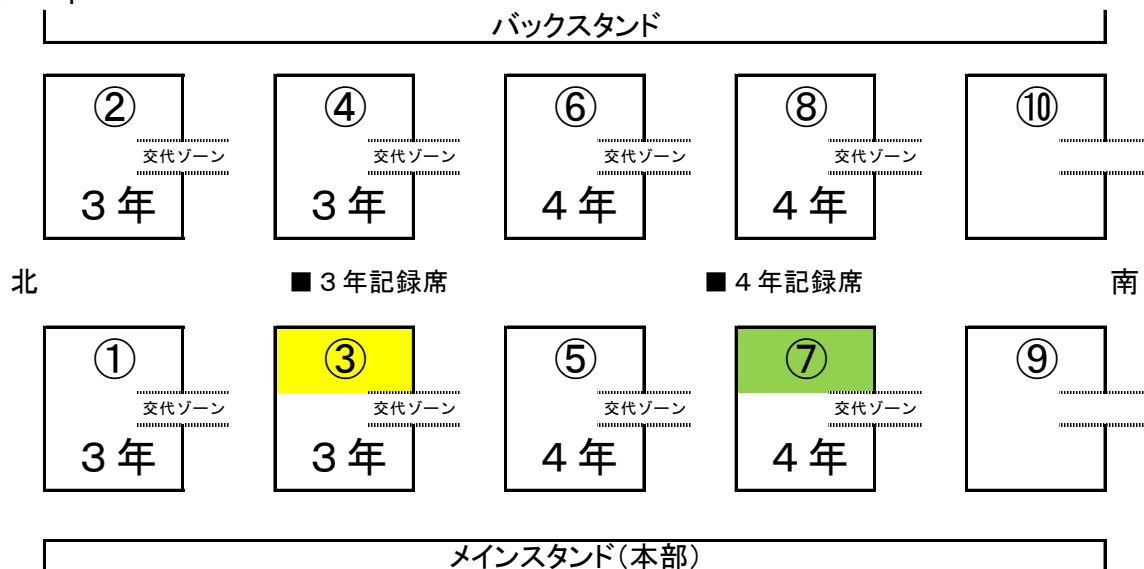 バックスタンド
② ④ ⑥ ⑧ ⑩
交代ゾーン 交代ゾーン 交代ゾーン 交代ゾーン
３年 ３年 ４年 ４年
北 ■３年記録席 ■４年記録席 南
① ③ ⑤ ⑦ ⑨
交代ゾーン 交代ゾーン 交代ゾーン 交代ゾーン
３年 ３年 ４年 ４年
メインスタンド（本部）